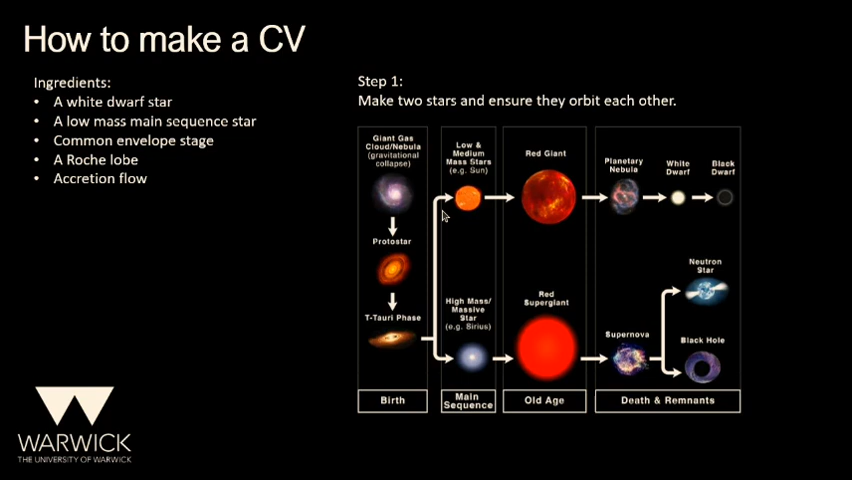 How to make a CV
Ingredients:
• A white dwarf star
• A low mass main sequence star
• Common envelope stage
• A Roche lobe
• Accretion flow
Step 1:
Make two stars and ensure they orbit each other.
Giant Gas
Cloud/Nebula
(gravitational
collapse)
Protostar
T-Tauri Phase
Birth
Low &
Medium
Mass Stars
(e.g. Sun)
High Mass/
Massive
Star
(e.g. Sirius)
Main
Sequence
Red Giant
Red
Supergiant
Old Age
Planetary
Nebula
White
Dwarf
Black
Dwarf
Neutron
Star
Supernova
Black Hole
Death & Remnants
WARWICK
THE UNIVERSITY OF WARWICK